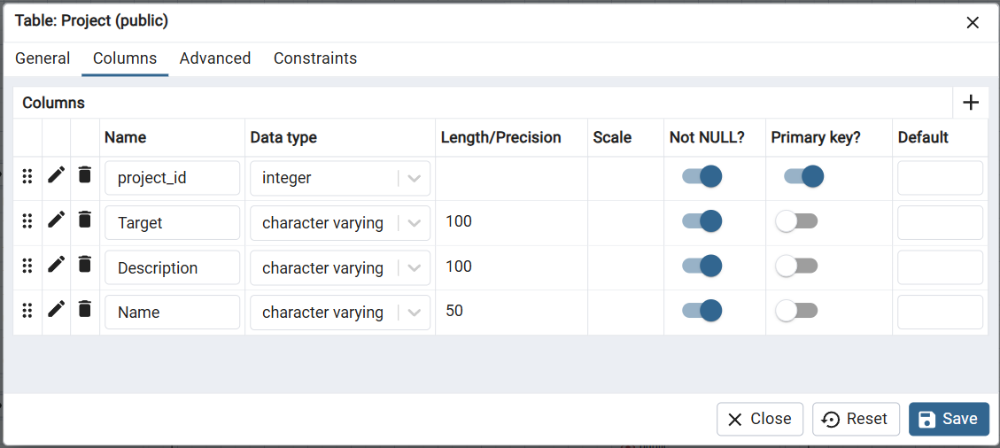 Table: Project (public)
General Columns Advanced Constraints
Columns
Name Data type Length/Precision Scale Not NULL? Primary key? Default
project_id integer
Target character varying 100
Description character varying 100
Name character varying 50
Close Reset Save